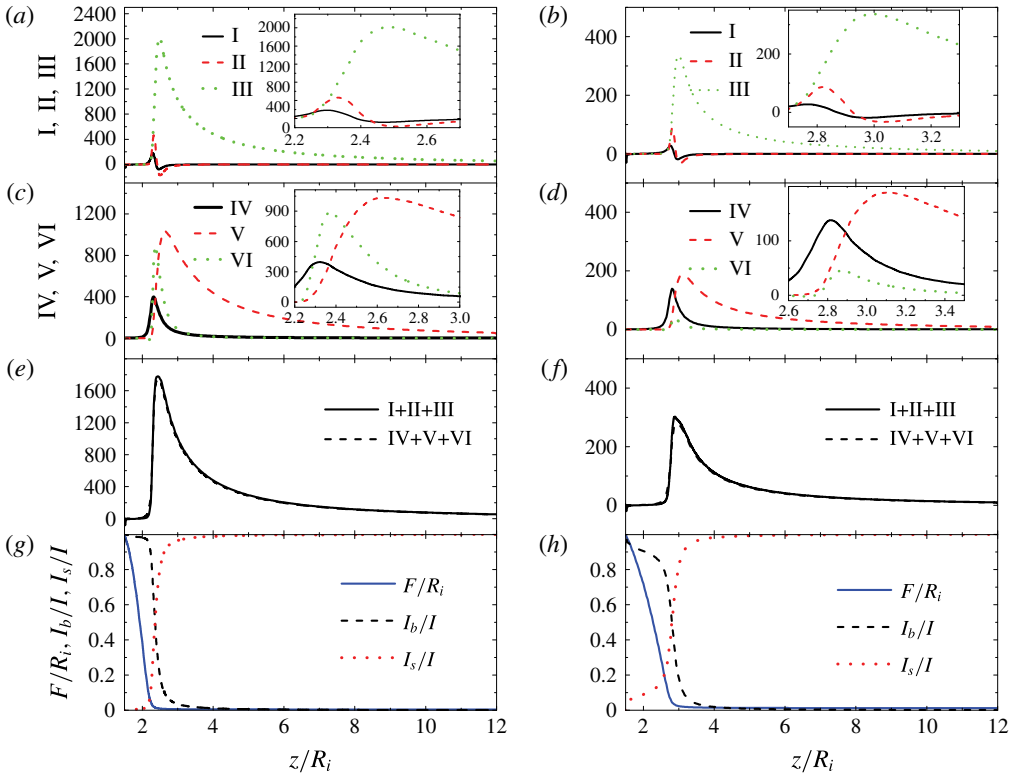 (a)
I, II, III
2400
2000
1600
1200
800
400
0
I
II
III
2000
1600
1200
800
400
0
2.2 2.4 2.6
(b)
400
200
0
I
II
III
200
0
2.8 3.0 3.2
(c)
IV, V, VI
1200
800
400
0
IV
V
VI
900
600
300
0
2.2 2.4 2.6 2.8 3.0
(d)
400
200
0
IV
V
VI
100
0
2.6 2.8 3.0 3.2 3.4
(e)
1600
1200
800
400
0
I+II+III
IV+V+VI
(f)
400
200
0
I+II+III
IV+V+VI
(g)
F/R_i, I_b/I, I_s/I
0.8
0.6
0.4
0.2
0
F/R_i
I_b/I
I_s/I
2 4 6 8 10 12
z/R_i
(h)
0.8
0.6
0.4
0.2
0
F/R_i
I_b/I
I_s/I
2 4 6 8 10 12
z/R_i